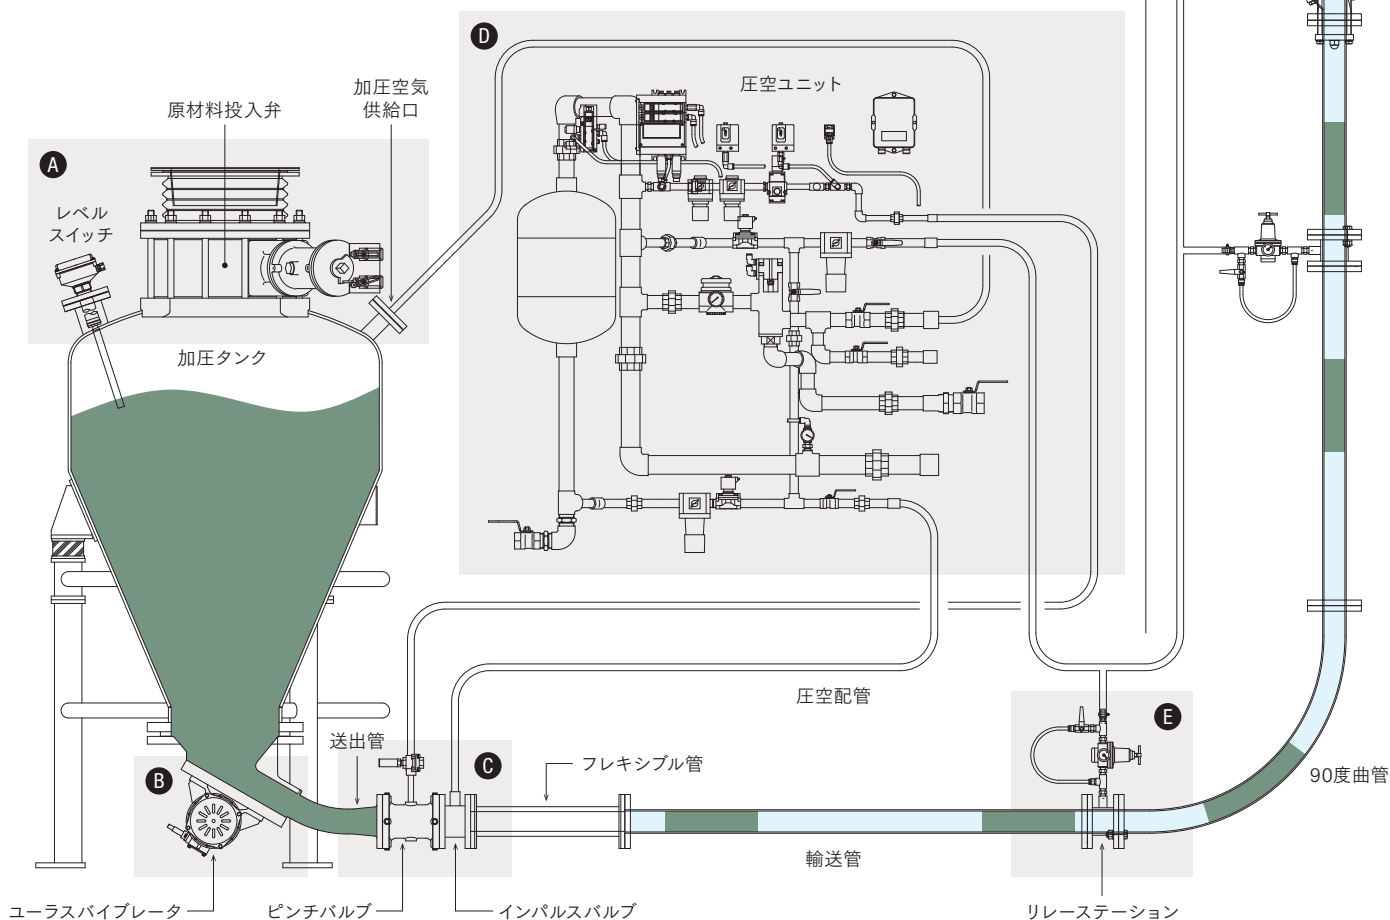 D
圧空ユニット
加圧空気
供給口
原材料投入弁
A
レベル
スイッチ
加圧タンク
圧空配管
送出管
E
B
C
フレキシブル管
90度曲管
輸送管
ユーラスバイブレータ
ピンチバルブ
インパルスバルブ
リレーステーション